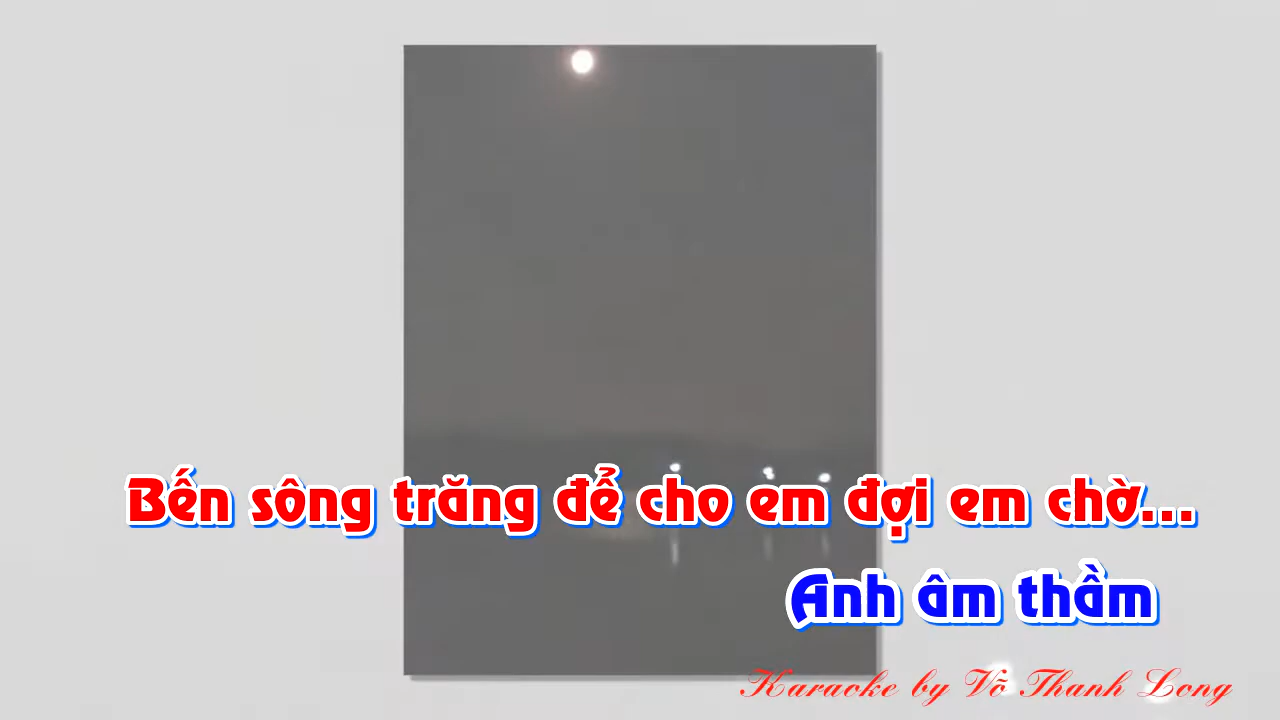 Bến sông trăng để cho em đợi em chờ...
Anh âm thầm
Karaoke by Võ Thanh Long